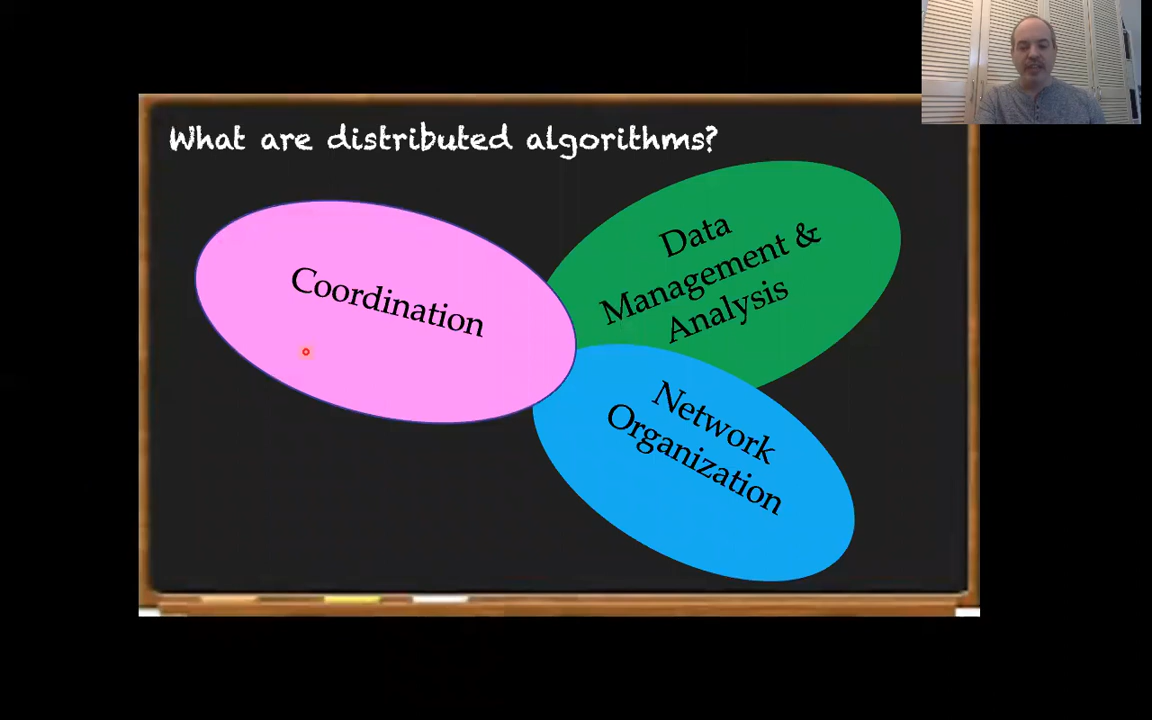 What are distributed algorithms?
Coordination
Data
Management &
Analysis
Network
Organization